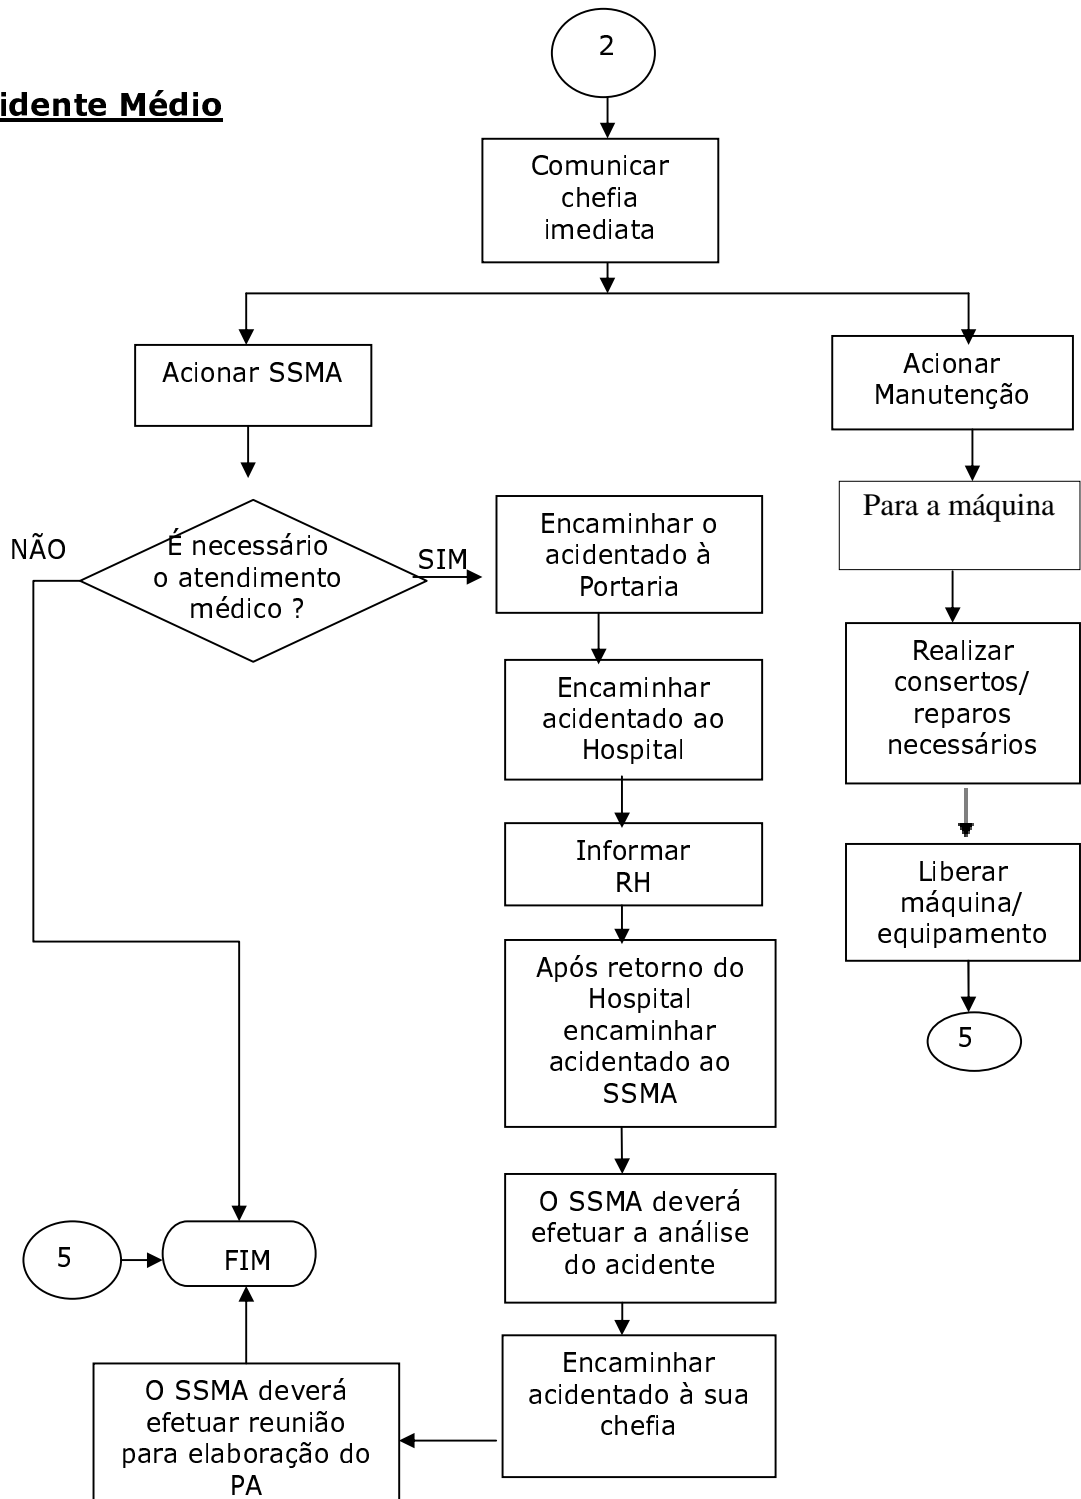 2
idente Médio
Comunicar
chefia
imediata
Acionar SSMA
Acionar
Manutenção
Para a máquina
NÃO
É necessário
o atendimento
médico ?
SIM
Encaminhar o
acidentado à
Portaria
Encaminhar
acidentado ao
Hospital
Realizar
consertos/
reparos
necessários
Informar
RH
Liberar
máquina/
equipamento
Após retorno do
Hospital
encaminhar
acidentado ao
SSMA
5
O SSMA deverá
efetuar a análise
do acidente
5
FIM
Encaminhar
acidentado à sua
chefia
O SSMA deverá
efetuar reunião
para elaboração do
PA